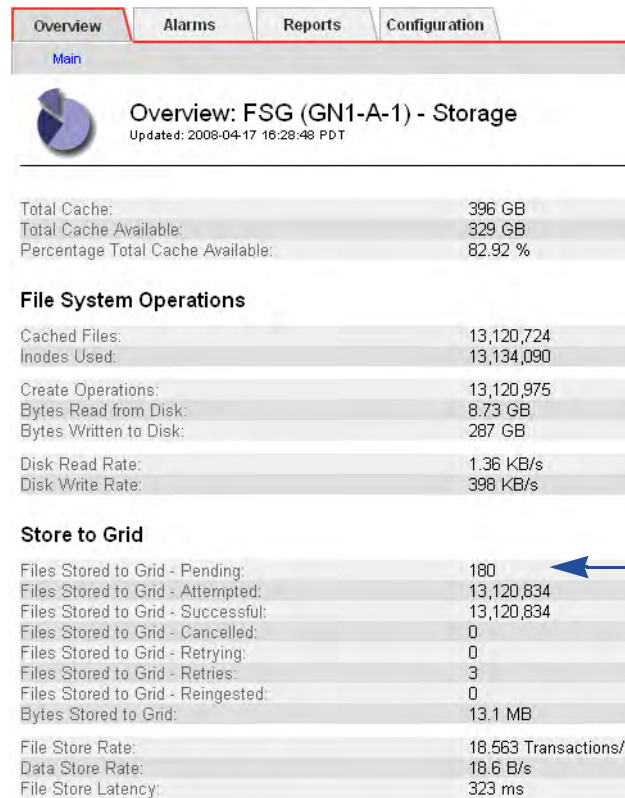 Overview Alarms Reports Configuration
Main
Overview: FSG (GN1-A-1) - Storage
Updated: 2008-04-17 16:28:48 PDT
Total Cache: 396 GB
Total Cache Available: 329 GB
Percentage Total Cache Available: 82.92 %
File System Operations
Cached Files: 13,120,724
Inodes Used: 13,134,090
Create Operations: 13,120,975
Bytes Read from Disk: 8.73 GB
Bytes Written to Disk: 287 GB
Disk Read Rate: 1.36 KB/s
Disk Write Rate: 398 KB/s
Store to Grid
Files Stored to Grid - Pending: 180
Files Stored to Grid - Attempted: 13,120,834
Files Stored to Grid - Successful: 13,120,834
Files Stored to Grid - Cancelled: 0
Files Stored to Grid - Retrying: 0
Files Stored to Grid - Retries: 3
Files Stored to Grid - Reingested: 0
Bytes Stored to Grid: 13.1 MB
File Store Rate: 18.563 Transactions/
Data Store Rate: 18.6 B/s
File Store Latency: 323 ms